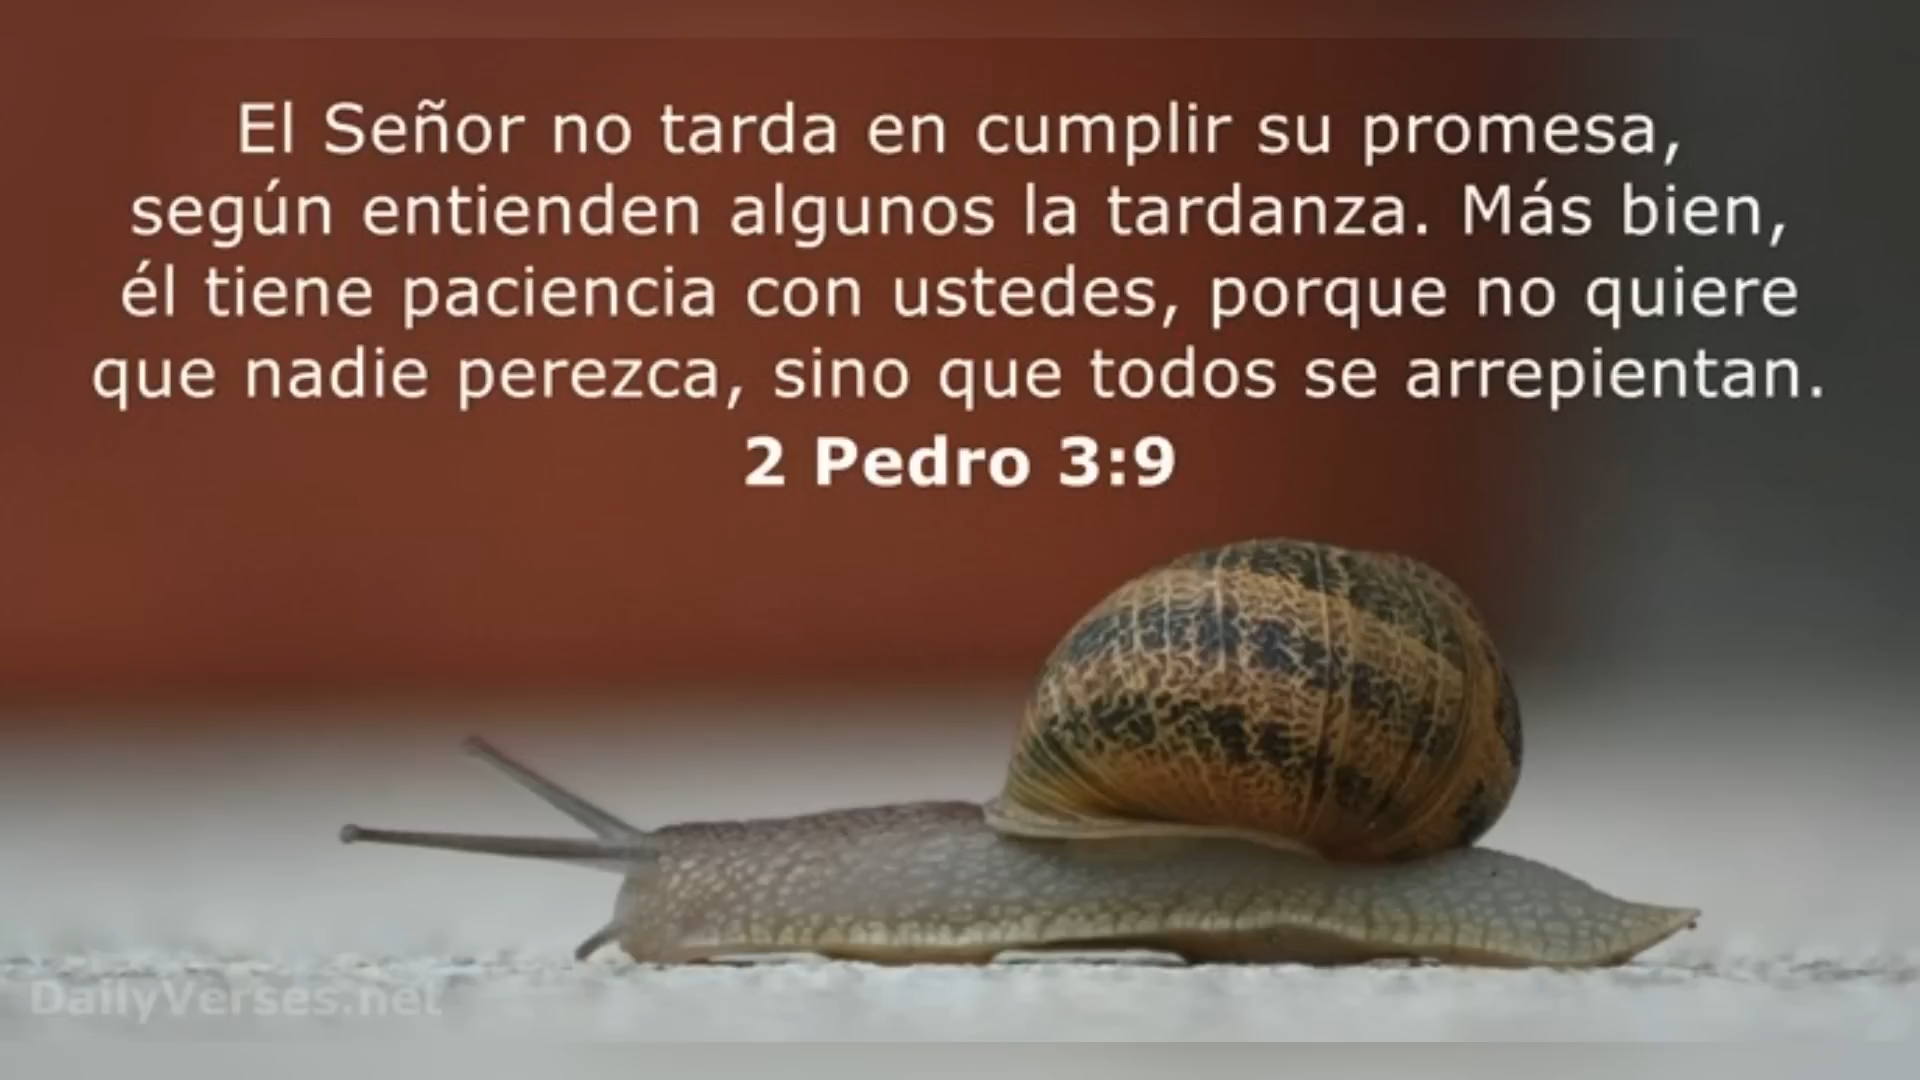 El Señor no tarda en cumplir su promesa,
según entienden algunos la tardanza. Más bien,
él tiene paciencia con ustedes, porque no quiere
que nadie perezca, sino que todos se arrepientan.
2 Pedro 3:9
DailyVerses.net